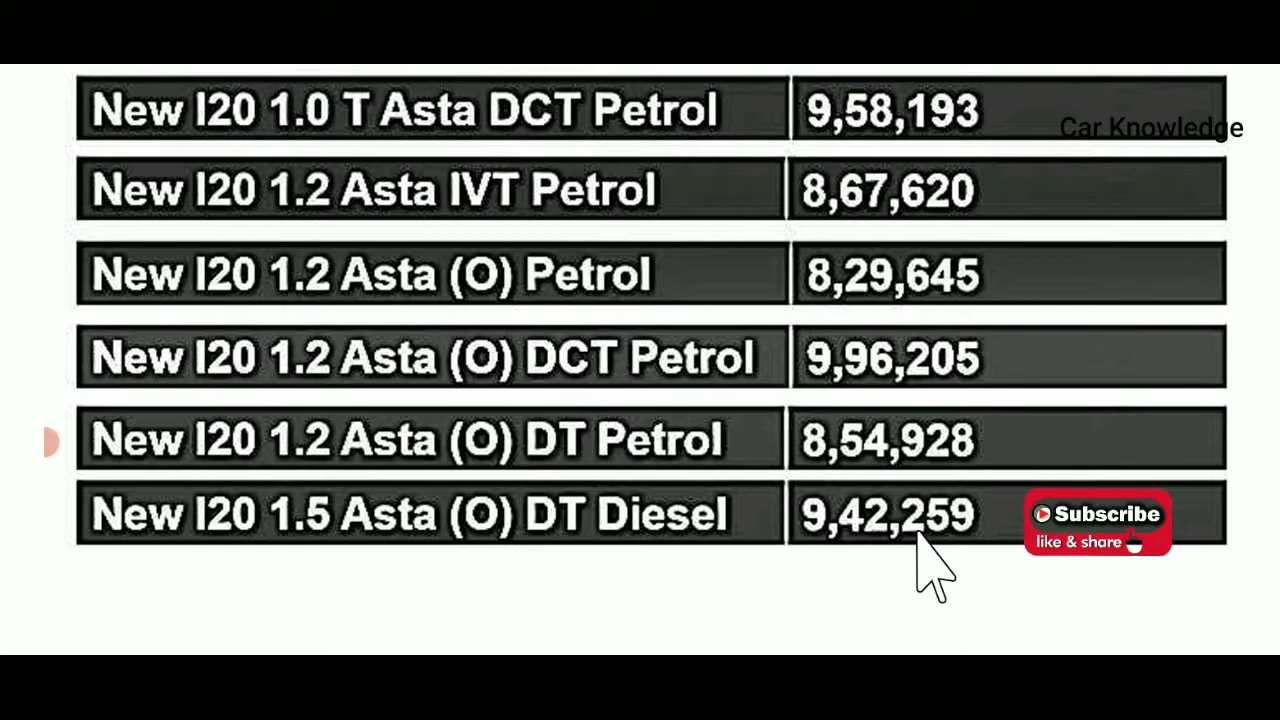 New I20 1.0 T Asta DCT Petrol 9,58,193
Car Knowledge
New I20 1.2 Asta IVT Petrol 8,67,620
New I20 1.2 Asta (O) Petrol 8,29,645
New I20 1.2 Asta (O) DCT Petrol 9,96,205
New I20 1.2 Asta (O) DT Petrol 8,54,928
New I20 1.5 Asta (O) DT Diesel 9,42,259
Subscribe
like & share